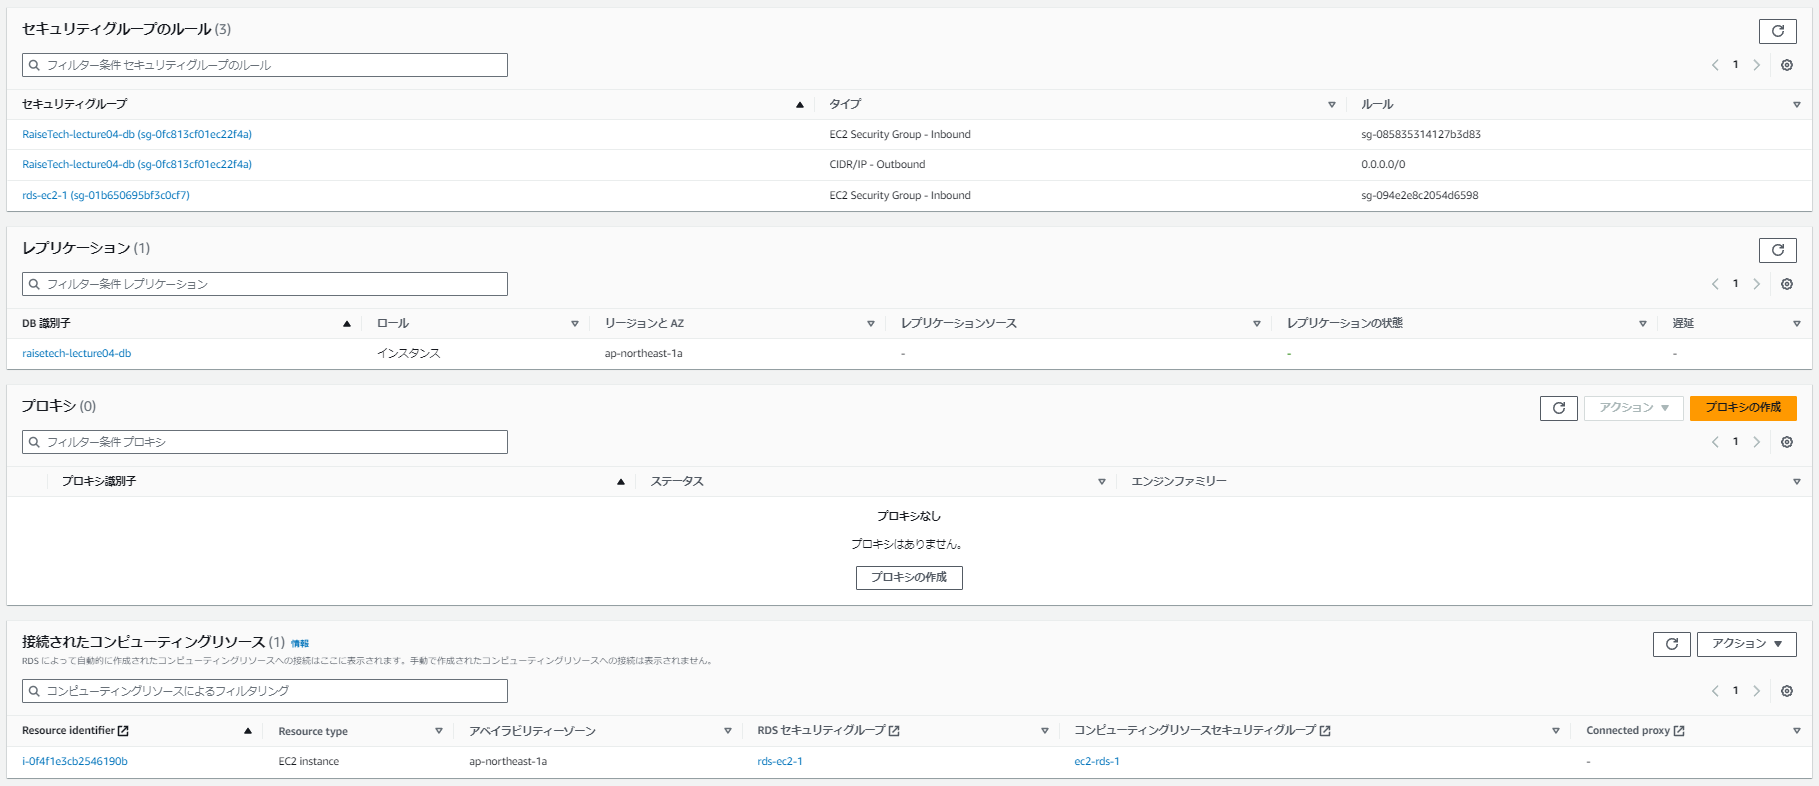 セキュリティグループのルール (3)
フィルター条件 セキュリティグループのルール
1
セキュリティグループ タイプ ルール
RaiseTech-lecture04-db (sg-0fc813cf01ec22f4a) EC2 Security Group - Inbound sg-085835314127b3d83
RaiseTech-lecture04-db (sg-0fc813cf01ec22f4a) CIDR/IP - Outbound 0.0.0.0/0
rds-ec2-1 (sg-01b650695bf3c0cf7) EC2 Security Group - Inbound sg-094e2e8c2054d6598
レプリケーション (1)
フィルター条件 レプリケーション
1
DB 識別子 ロール リージョンと AZ レプリケーションソース レプリケーションの状態 遅延
raisetech-lecture04-db インスタンス ap-northeast-1a - - -
プロキシ (0) アクション プロキシの作成
フィルター条件 プロキシ
1
プロキシ識別子 ステータス エンジンファミリー
プロキシなし
プロキシはありません。
プロキシの作成
接続されたコンピューティングリソース (1) 情報 アクション
RDS によって自動的に作成されたコンピューティングリソースへの接続はここに表示されます。手動で作成されたコンピューティングリソースへの接続は表示されません。
コンピューティングリソースによるフィルタリング
1
Resource identifier Resource type アベイラビリティーゾーン RDS セキュリティグループ コンピューティングリソースセキュリティグループ Connected proxy
i-0f4f1e3cb2546190b EC2 instance ap-northeast-1a rds-ec2-1 ec2-rds-1 -